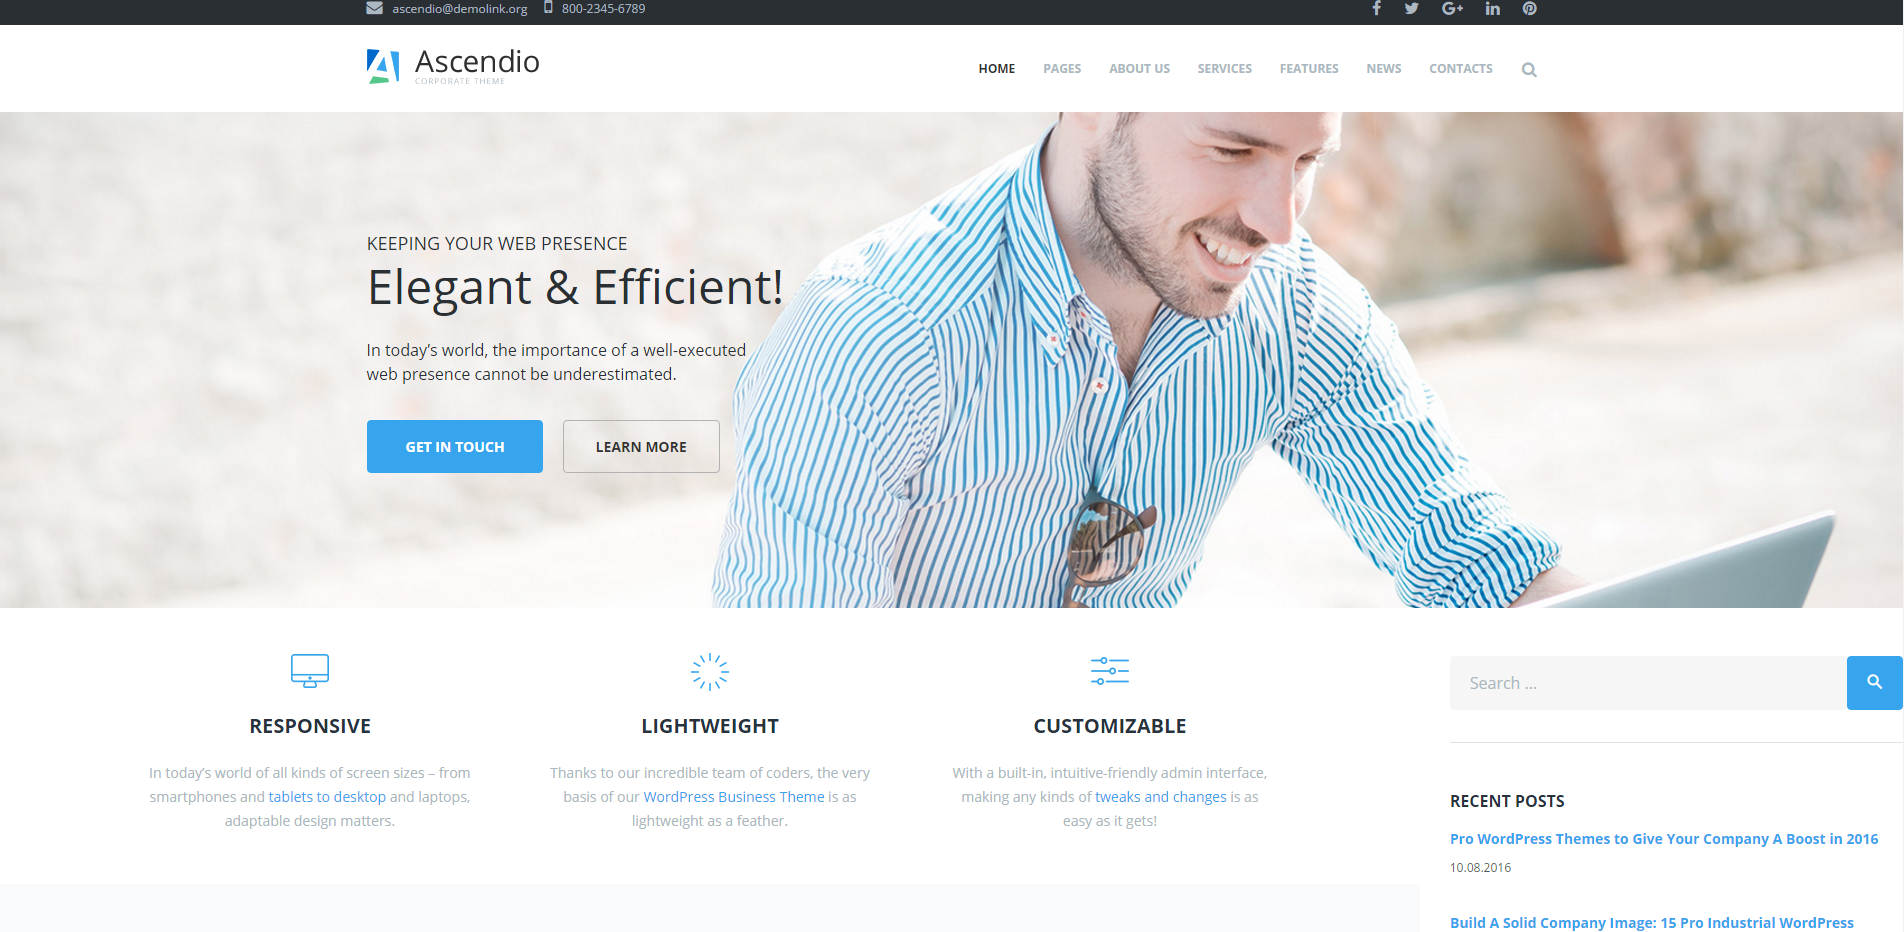 ascendio@demolink.org 800-2345-6789
Ascendio
CORPORATE THEME
HOME PAGES ABOUT US SERVICES FEATURES NEWS CONTACTS
KEEPING YOUR WEB PRESENCE
Elegant & Efficient!
In today’s world, the importance of a well-executed
web presence cannot be underestimated.
GET IN TOUCH LEARN MORE
RESPONSIVE
In today’s world of all kinds of screen sizes – from
smartphones and tablets to desktop and laptops,
adaptable design matters.
LIGHTWEIGHT
Thanks to our incredible team of coders, the very
basis of our WordPress Business Theme is as
lightweight as a feather.
CUSTOMIZABLE
With a built-in, intuitive-friendly admin interface,
making any kinds of tweaks and changes is as
easy as it gets!
Search ...
RECENT POSTS
Pro WordPress Themes to Give Your Company A Boost in 2016
10.08.2016
Build A Solid Company Image: 15 Pro Industrial WordPress